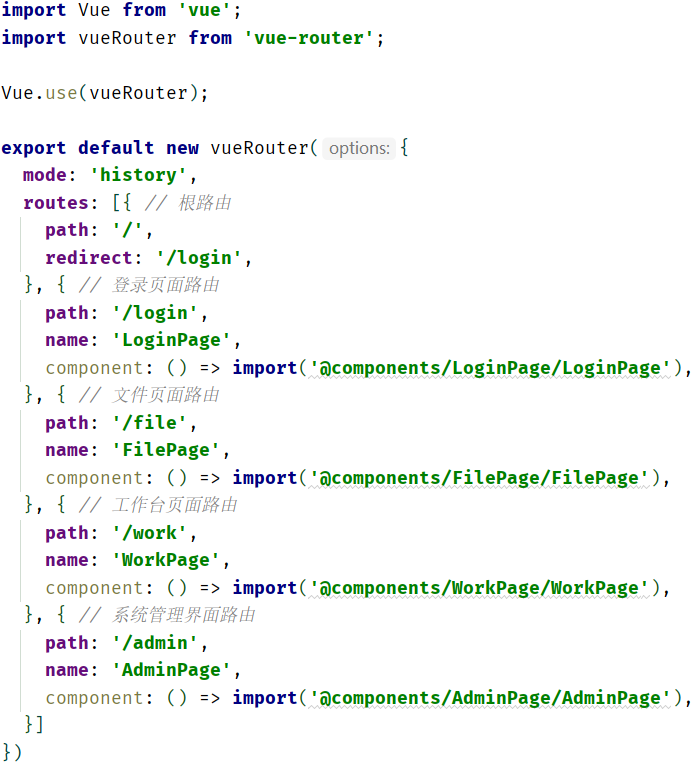 import Vue from 'vue';
import vueRouter from 'vue-router';
Vue.use(vueRouter);
export default new vueRouter( options: {
  mode: 'history',
  routes: [{ // 根路由
    path: '/',
    redirect: '/login',
  }, { // 登录页面路由
    path: '/login',
    name: 'LoginPage',
    component: () => import('@components/LoginPage/LoginPage'),
  }, { // 文件页面路由
    path: '/file',
    name: 'FilePage',
    component: () => import('@components/FilePage/FilePage'),
  }, { // 工作台页面路由
    path: '/work',
    name: 'WorkPage',
    component: () => import('@components/WorkPage/WorkPage'),
  }, { // 系统管理界面路由
    path: '/admin',
    name: 'AdminPage',
    component: () => import('@components/AdminPage/AdminPage'),
  }]
})